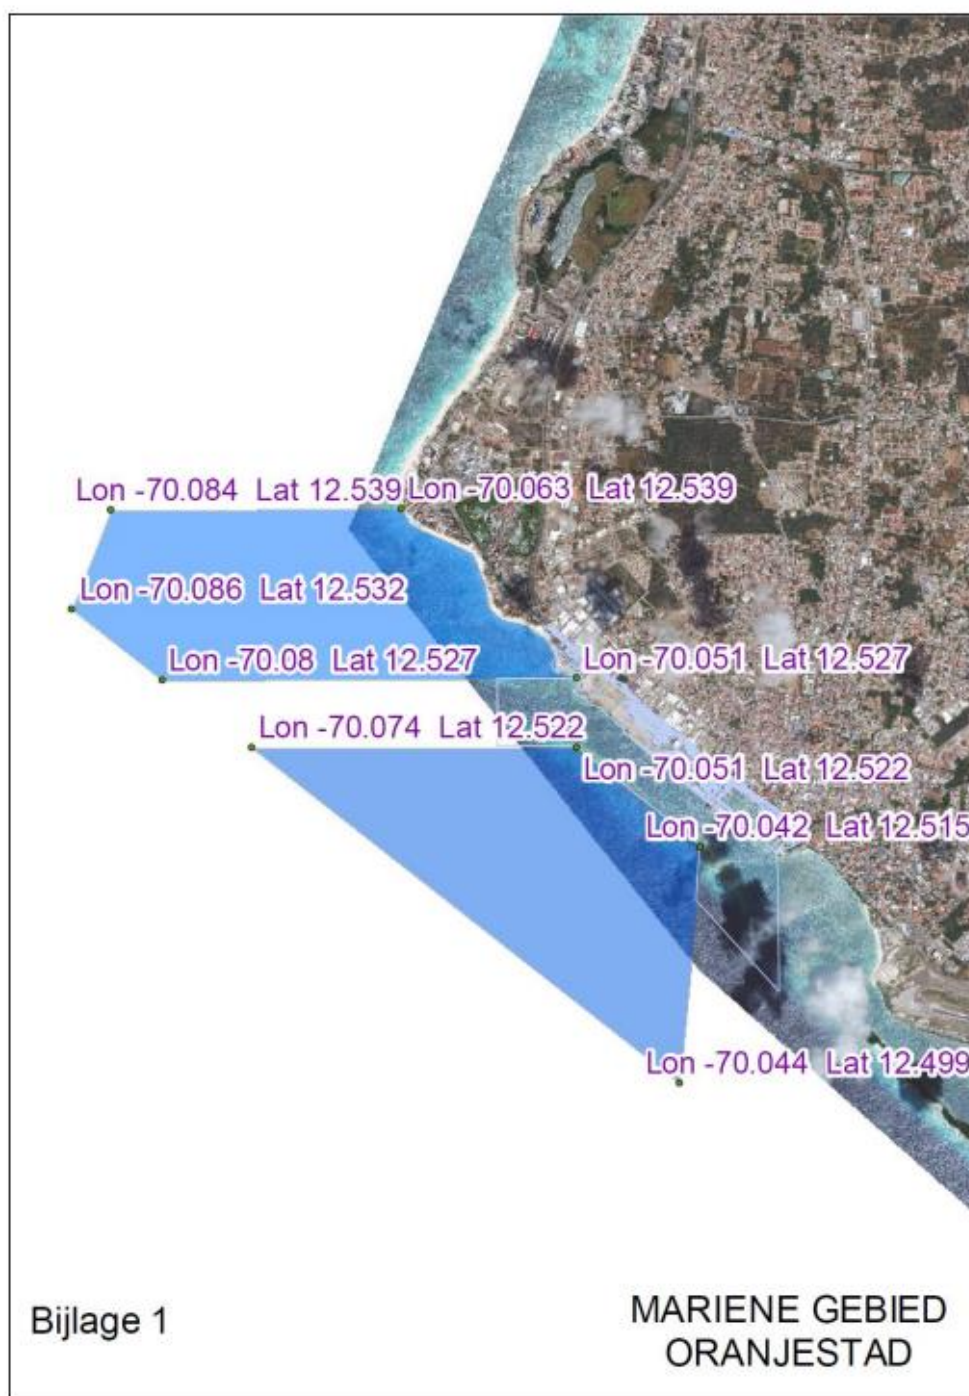 Lon -70.084 Lat 12.539
Lon -70.063 Lat 12.539
Lon -70.086 Lat 12.532
Lon -70.08 Lat 12.527
Lon -70.051 Lat 12.527
Lon -70.074 Lat 12.522
Lon -70.051 Lat 12.522
Lon -70.042 Lat 12.515
Lon -70.044 Lat 12.499
Bijlage 1
MARIENE GEBIED
ORANJESTAD